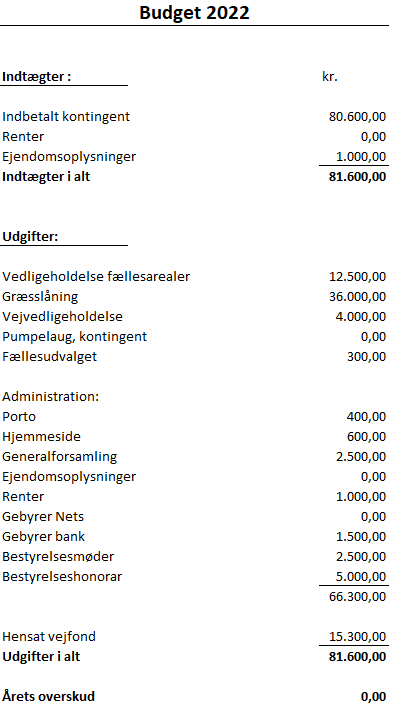 Budget 2022
Indtægter : kr.
Indbetalt kontingent 80.600,00
Renter 0,00
Ejendomsoplysninger 1.000,00
Indtægter i alt 81.600,00
Udgifter:
Vedligeholdelse fællesarealer 12.500,00
Græsslåning 36.000,00
Vejvedligeholdelse 4.000,00
Pumpelaug, kontingent 0,00
Fællesudvalget 300,00
Administration:
Porto 400,00
Hjemmeside 600,00
Generalforsamling 2.500,00
Ejendomsoplysninger 0,00
Renter 1.000,00
Gebyrer Nets 0,00
Gebyrer bank 1.500,00
Bestyrelsesmøder 2.500,00
Bestyrelseshonorar 5.000,00
66.300,00
Hensat vejfond 15.300,00
Udgifter i alt 81.600,00
Årets overskud 0,00